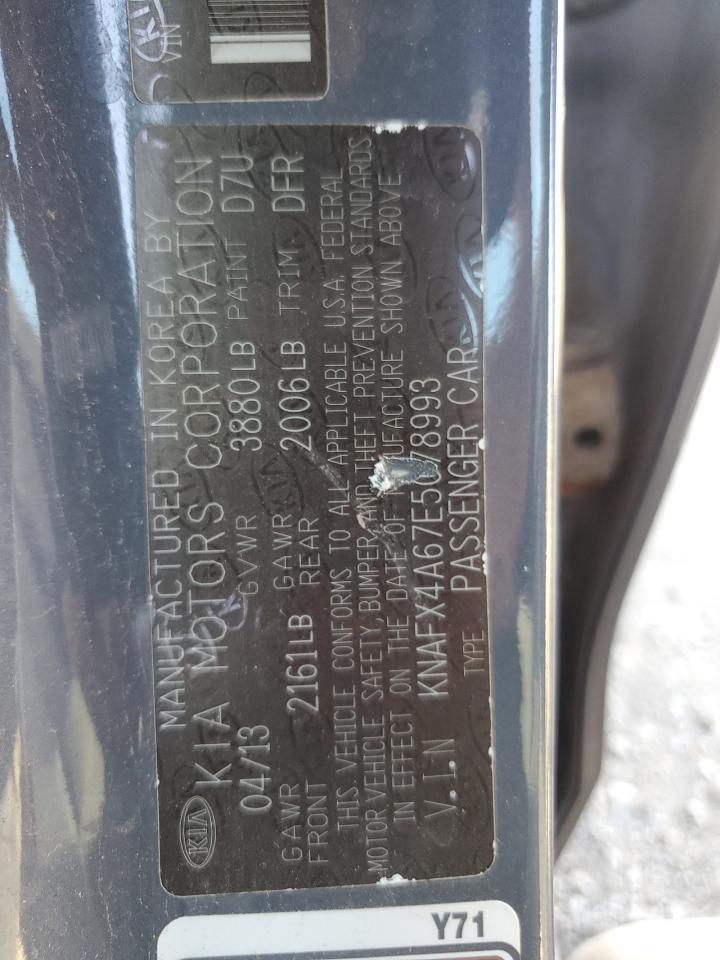 VIN
MANUFACTURED IN KOREA BY
KIA KIA MOTORS CORPORATION
04/13 GVWR 3880LB PAINT D7U
GAWR FRONT 2161LB GAWR REAR 2006LB TRIM DFR
THIS VEHICLE CONFORMS TO ALL APPLICABLE U.S.A. FEDERAL
MOTOR VEHICLE SAFETY, BUMPER, AND THEFT PREVENTION STANDARDS
IN EFFECT ON THE DATE OF MANUFACTURE SHOWN ABOVE
V.I.N KNAFX4A67E5078993
TYPE PASSENGER CAR
Y71